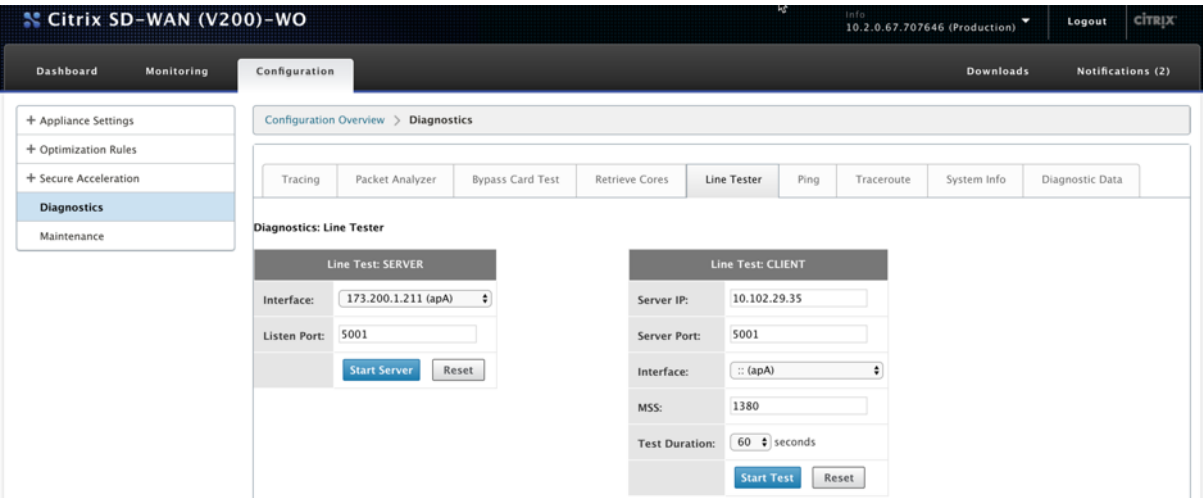 Citrix SD-WAN (V200)-WO
Info
10.2.0.67.707646 (Production)
Logout
CİTRIX
Dashboard
Monitoring
Configuration
Downloads
Notifications (2)
+ Appliance Settings
+ Optimization Rules
+ Secure Acceleration
Diagnostics
Maintenance
Configuration Overview > Diagnostics
Tracing
Packet Analyzer
Bypass Card Test
Retrieve Cores
Line Tester
Ping
Traceroute
System Info
Diagnostic Data
Diagnostics: Line Tester
Line Test: SERVER
Interface: 173.200.1.211 (apA)
Listen Port: 5001
Start Server Reset
Line Test: CLIENT
Server IP: 10.102.29.35
Server Port: 5001
Interface: :: (apA)
MSS: 1380
Test Duration: 60 seconds
Start Test Reset